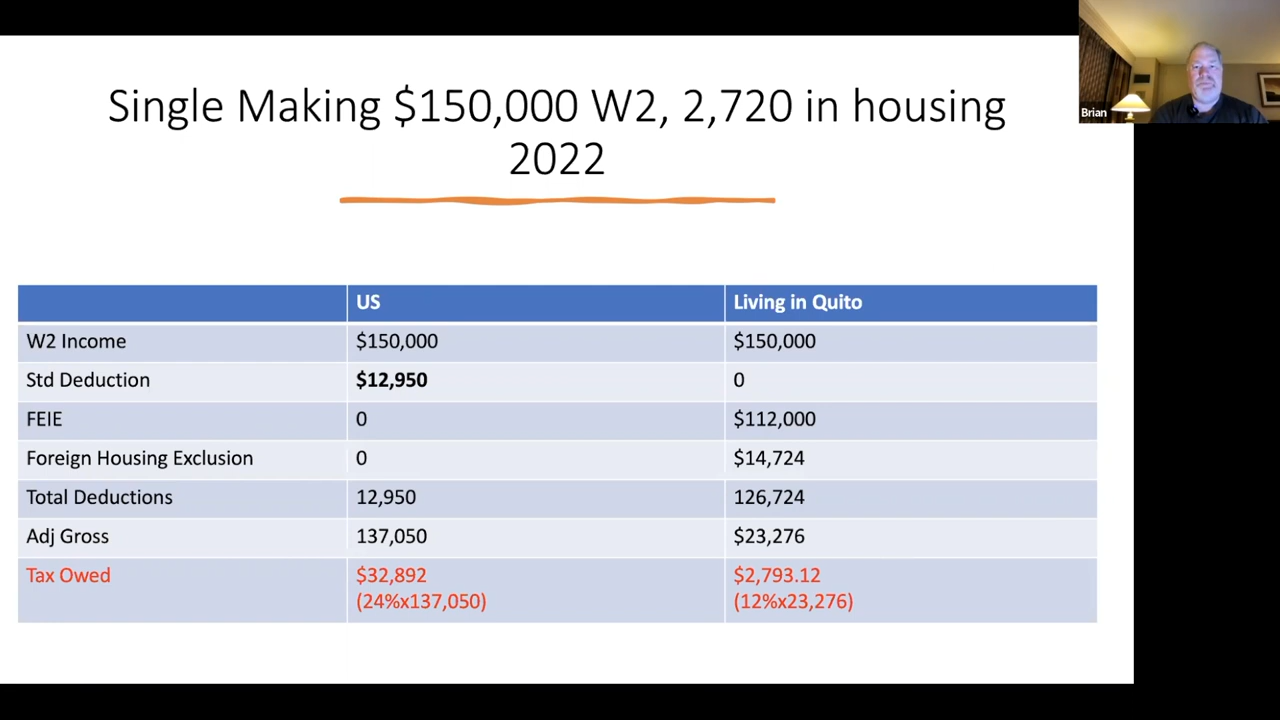 Single Making $150,000 W2, 2,720 in housing
2022
Brian
US Living in Quito
W2 Income $150,000 $150,000
Std Deduction $12,950 0
FEIE 0 $112,000
Foreign Housing Exclusion 0 $14,724
Total Deductions 12,950 126,724
Adj Gross 137,050 $23,276
Tax Owed $32,892 $2,793.12
(24%x137,050) (12%x23,276)